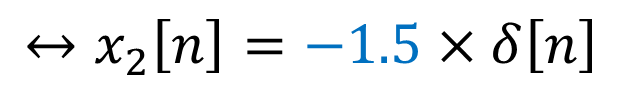 ↔ x₂[n] = −1.5 × δ[n]